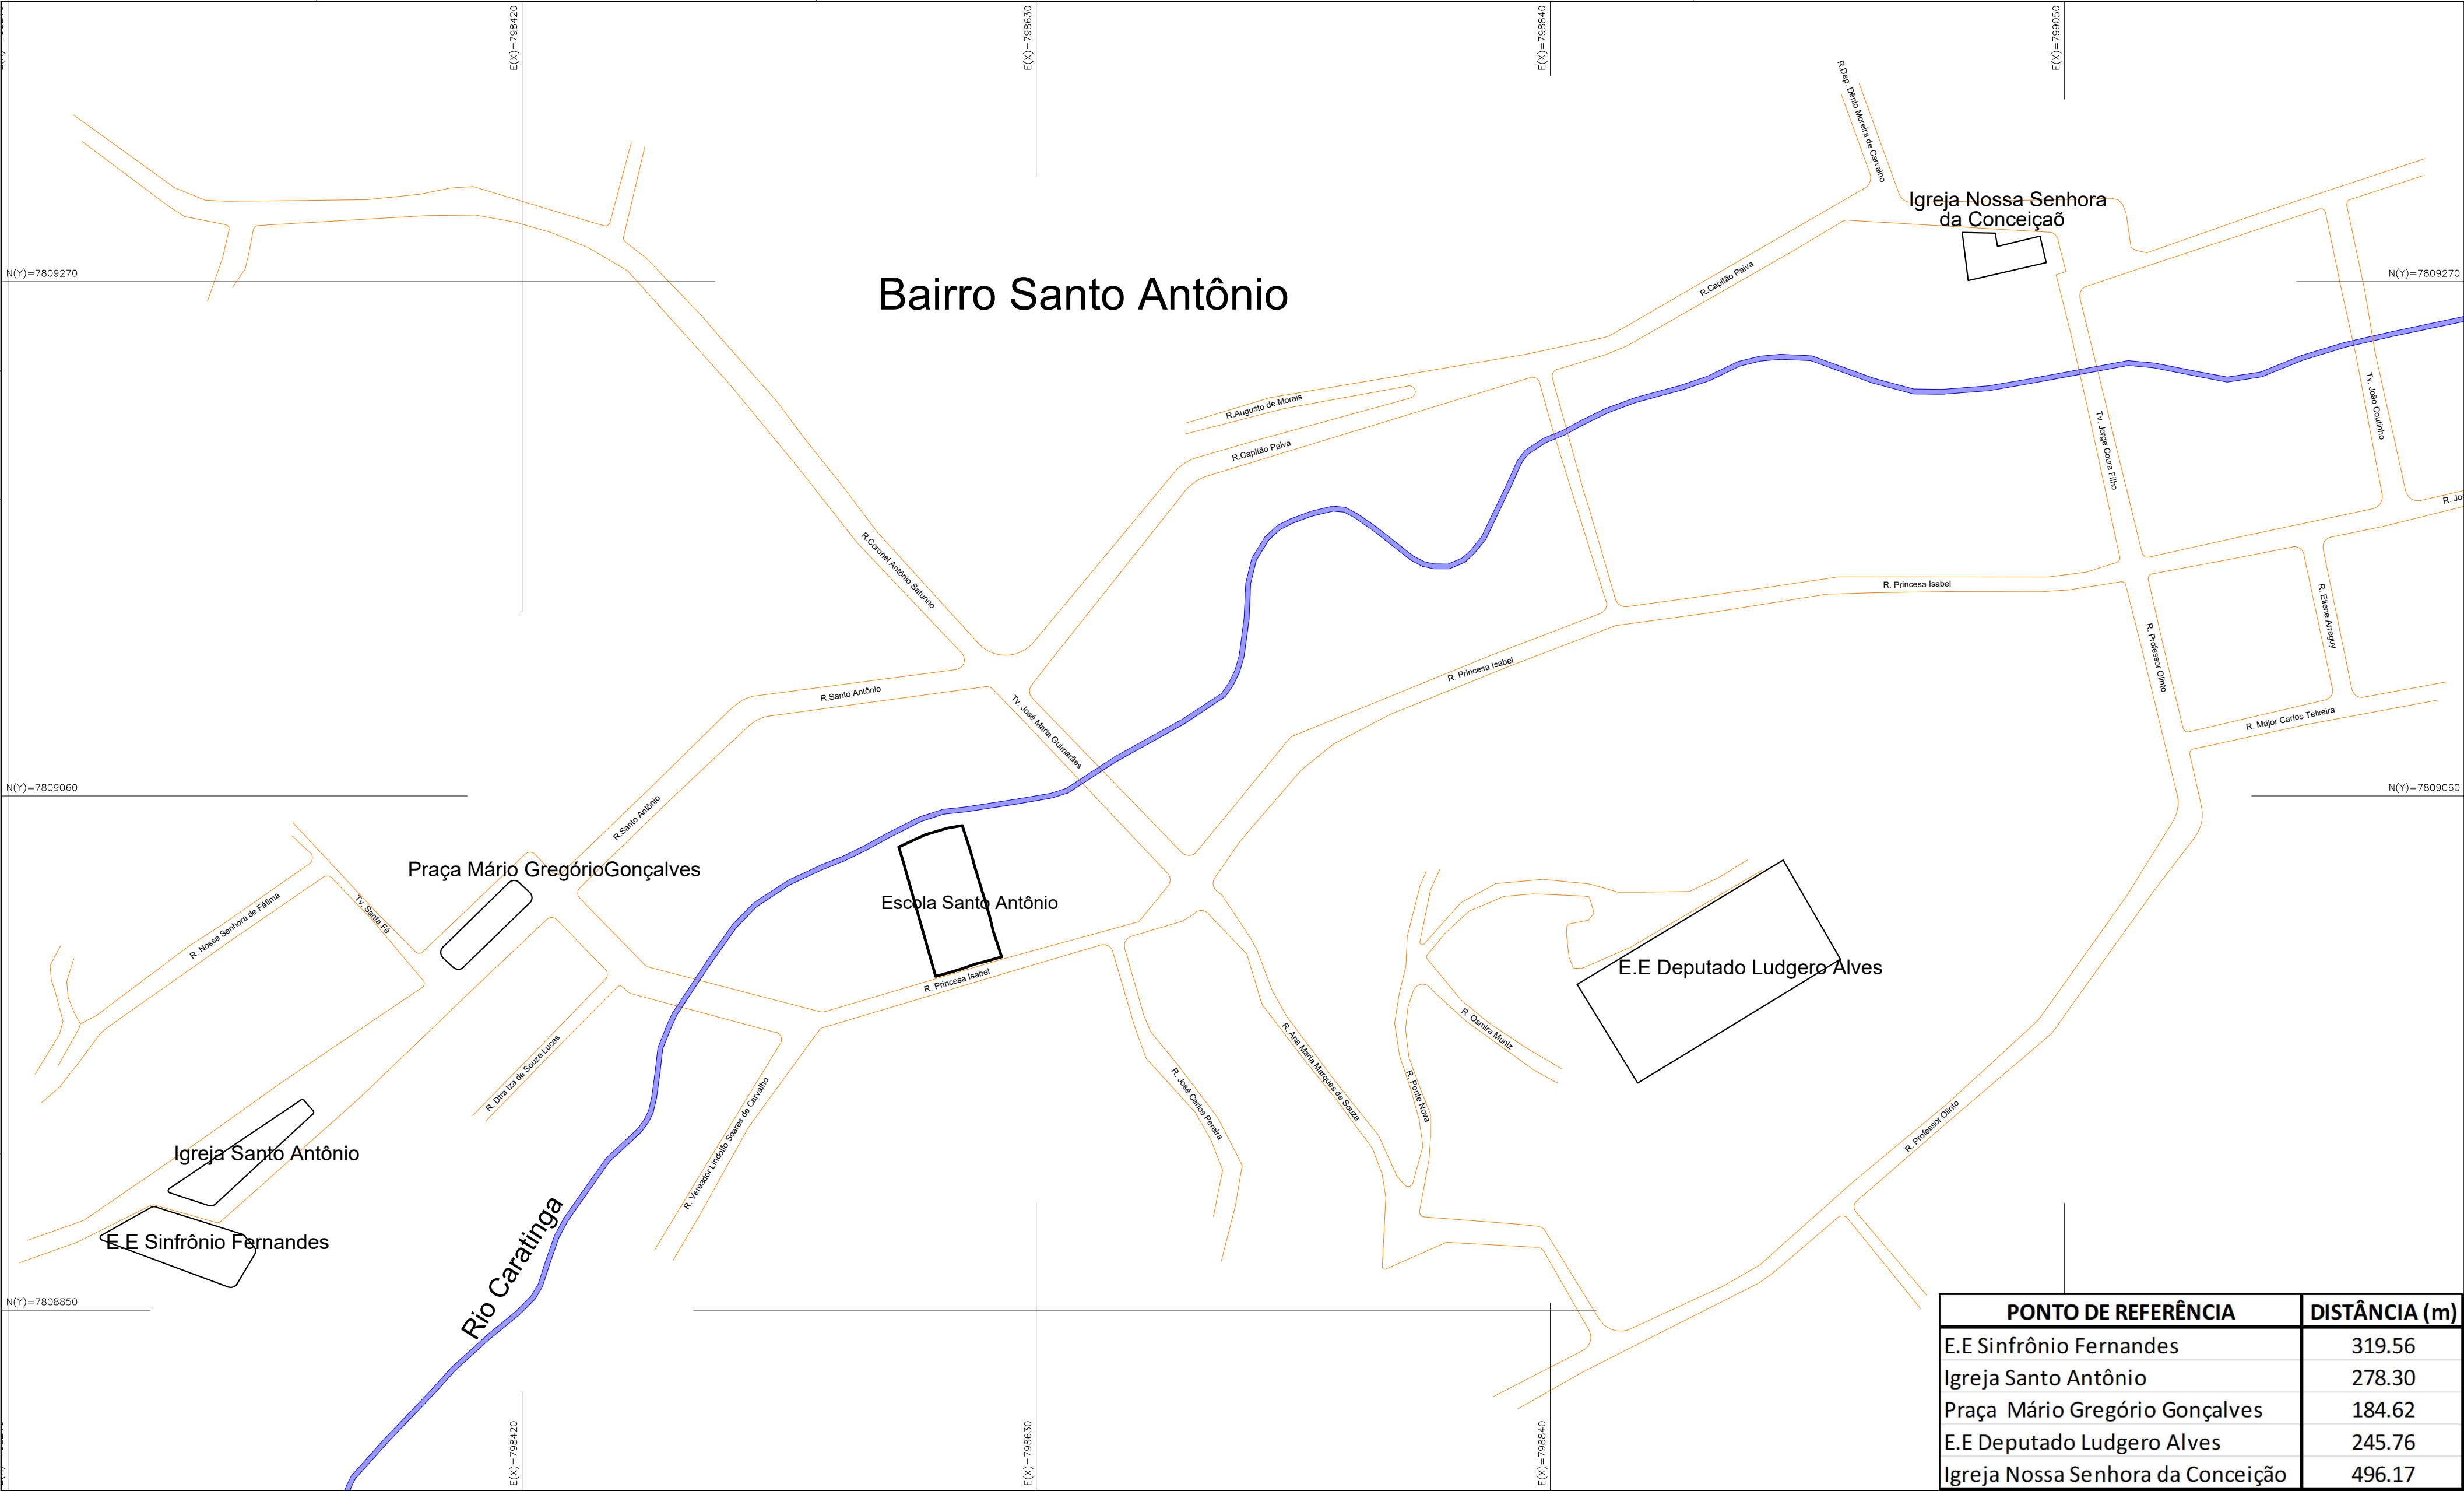 E(X)=798420
E(X)=798630
E(X)=798840
E(X)=799050
R.Dep. Dênio Moreira de Carvalho
Igreja Nossa Senhora
da Conceiçaõ
N(Y)=7809270
N(Y)=7809270
Bairro Santo Antônio
R.Capitão Paiva
R.Augusto de Morais
R.Capitão Paiva
Tv. João Coutinho
Tv. Jorge Coura Filho
R.Coronel Antônio Saturino
R. Princesa Isabel
R. Etiene Arreguy
R. Princesa Isabel
R. Professor Olinto
R.Santo Antônio
Tv. José Maria Guimarães
R. Major Carlos Teixeira
N(Y)=7809060
N(Y)=7809060
R.Santo Antônio
Praça Mário GregórioGonçalves
R. Nossa Senhora de Fátima
Tv. Santa Fé
Escola Santo Antônio
E.E Deputado Ludgero Alves
R. Princesa Isabel
R. Osmira Muniz
R. Dtra Iza de Souza Lucas
R. Ana Maria Marques de Souza
R. Ponte Nova
R. José Carlos Pereira
R. Vereador Lindolfo Soares de Carvalho
R. Professor Olinto
Igreja Santo Antônio
E.E Sinfrônio Fernandes
Rio Caratinga
N(Y)=7808850
PONTO DE REFERÊNCIA DISTÂNCIA (m)
E.E Sinfrônio Fernandes 319.56
Igreja Santo Antônio 278.30
Praça Mário Gregório Gonçalves 184.62
E.E Deputado Ludgero Alves 245.76
Igreja Nossa Senhora da Conceição 496.17
E(X)=798420
E(X)=798630
E(X)=798840